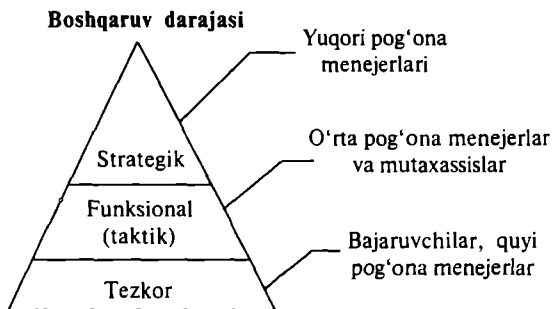 Boshqaruv darajasi
Yuqori pog‘ona
menejerlari
Strategik
O‘rta pog‘ona menejerlar
va mutaxassislar
Funksional
(taktik)
Bajaruvchilar, quyi
pog‘ona menejerlar
Tezkor